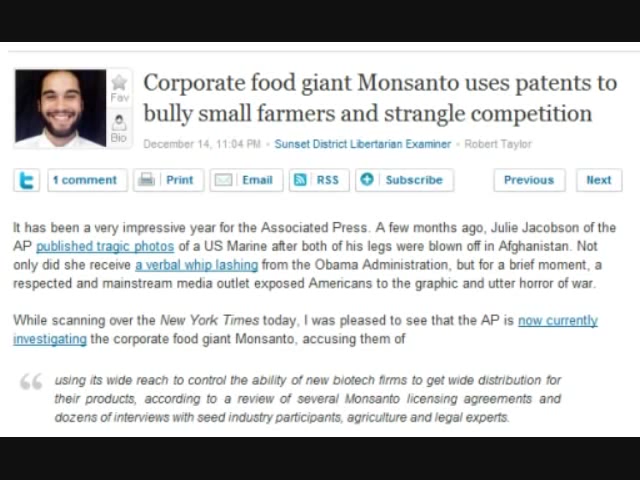 Corporate food giant Monsanto uses patents to
bully small farmers and strangle competition
Fav
Bio
December 14, 11:04 PM • Sunset District Libertarian Examiner • Robert Taylor
1 comment Print Email RSS Subscribe Previous Next
It has been a very impressive year for the Associated Press. A few months ago, Julie Jacobson of the
AP published tragic photos of a US Marine after both of his legs were blown off in Afghanistan. Not
only did she receive a verbal whip lashing from the Obama Administration, but for a brief moment, a
respected and mainstream media outlet exposed Americans to the graphic and utter horror of war.
While scanning over the New York Times today, I was pleased to see that the AP is now currently
investigating the corporate food giant Monsanto, accusing them of
using its wide reach to control the ability of new biotech firms to get wide distribution for
their products, according to a review of several Monsanto licensing agreements and
dozens of interviews with seed industry participants, agriculture and legal experts.